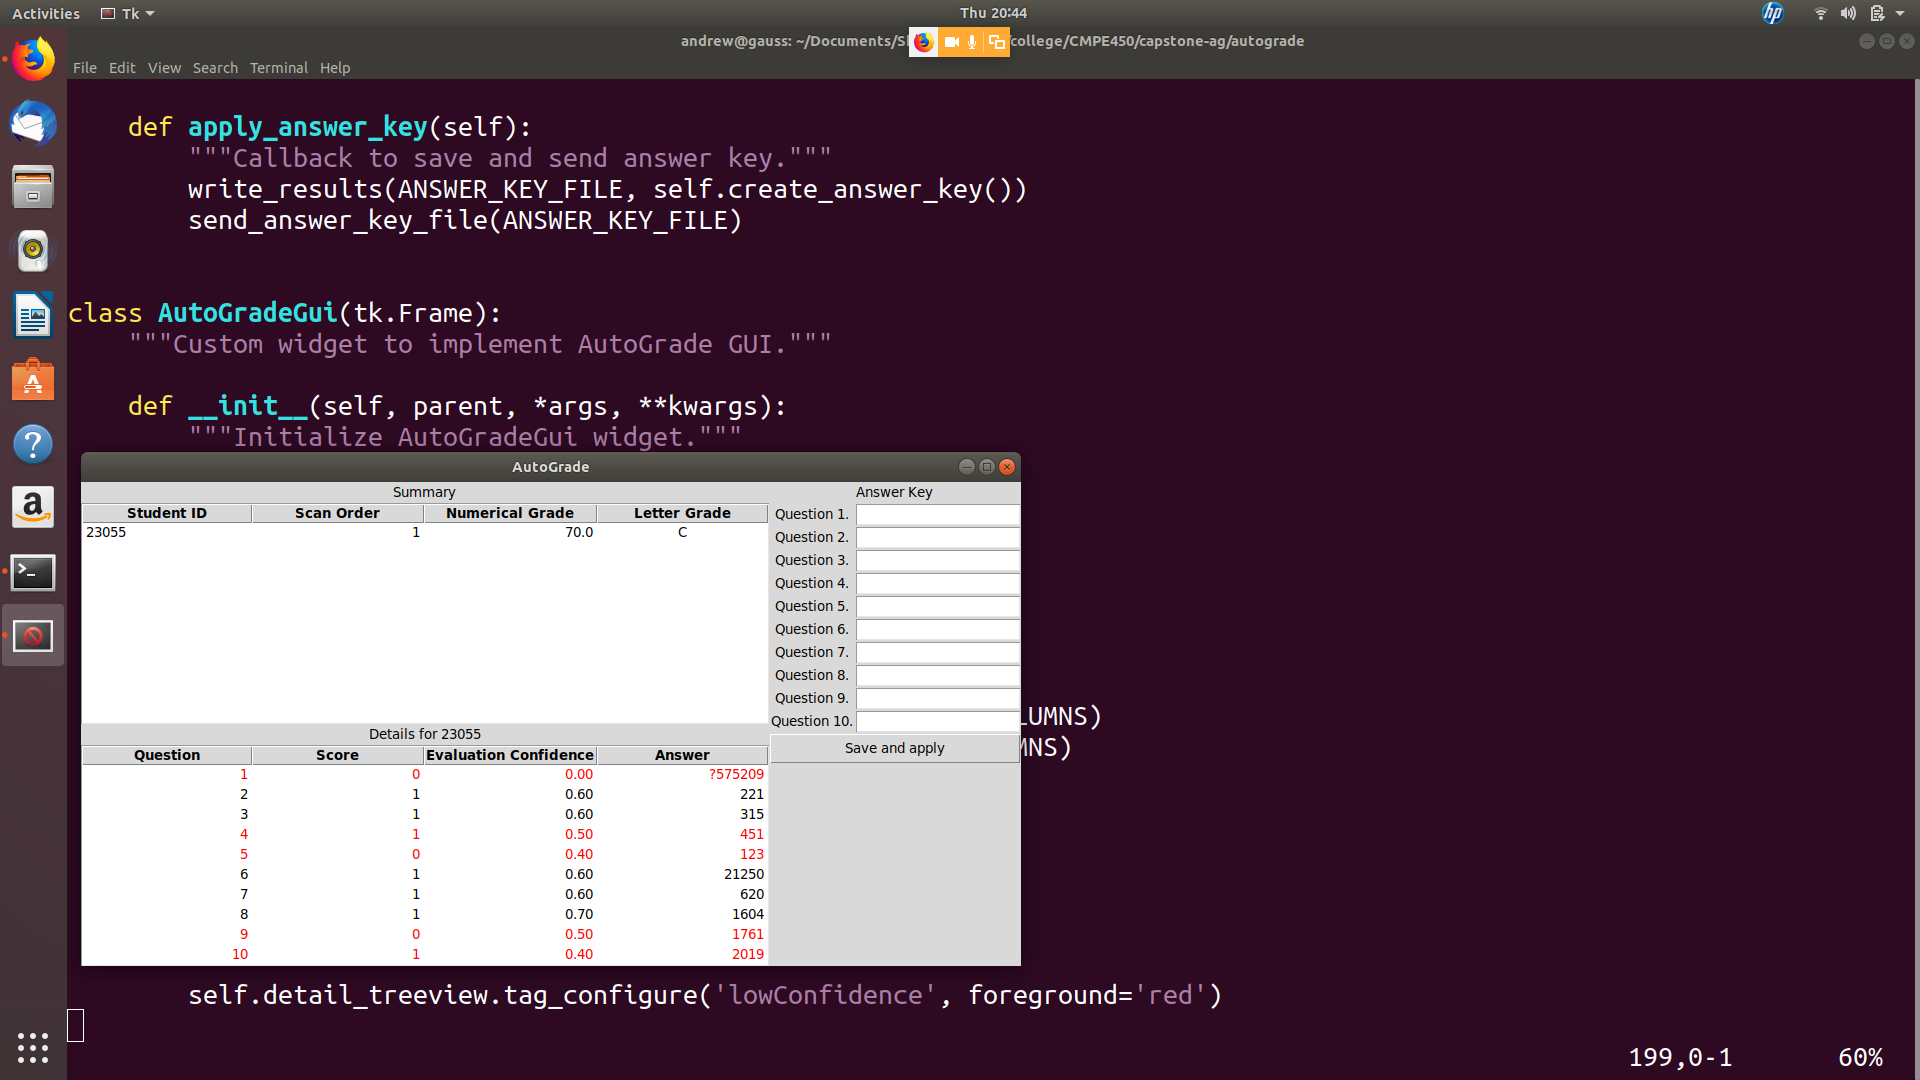 Activities Tk Thu 20:44
andrew@gauss: ~/Documents/S college/CMPE450/capstone-ag/autograde
File Edit View Search Terminal Help
def apply_answer_key(self):
"""Callback to save and send answer key."""
write_results(ANSWER_KEY_FILE, self.create_answer_key())
send_answer_key_file(ANSWER_KEY_FILE)
class AutoGradeGui(tk.Frame):
"""Custom widget to implement AutoGrade GUI."""
def __init__(self, parent, *args, **kwargs):
"""Initialize AutoGradeGui widget."""
AutoGrade
Summary
Student ID Scan Order Numerical Grade Letter Grade
23055 1 70.0 C
Details for 23055
Question Score Evaluation Confidence Answer
1 0 0.00 ?575209
2 1 0.60 221
3 1 0.60 315
4 1 0.50 451
5 0 0.40 123
6 1 0.60 21250
7 1 0.60 620
8 1 0.70 1604
9 0 0.50 1761
10 1 0.40 2019
Answer Key
Question 1.
Question 2.
Question 3.
Question 4.
Question 5.
Question 6.
Question 7.
Question 8.
Question 9.
Question 10.
Save and apply
LUMNS)
MNS)
self.detail_treeview.tag_configure('lowConfidence', foreground='red')
199,0-1 60%